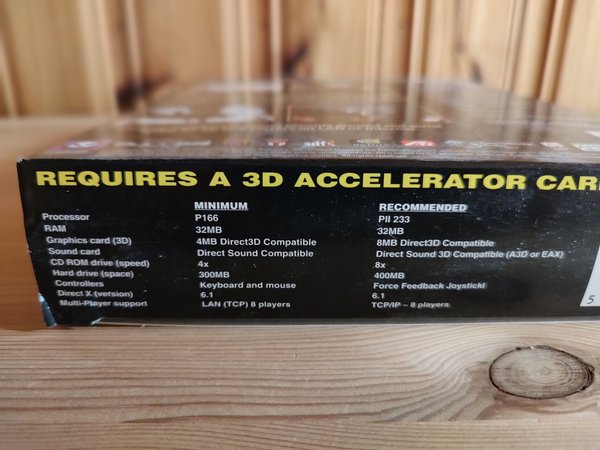 REQUIRES A 3D ACCELERATOR
MINIMUM RECOMMENDED
Processor P166 PII 233
RAM 32MB 32MB
Graphics card (3D) 4MB Direct3D Compatible 8MB Direct3D Compatible
Sound card Direct Sound Compatible Direct Sound 3D Compatible (A3D or EAX)
CD ROM drive (speed) 4x 8x
Hard drive (space) 300MB 400MB
Controllers Keyboard and mouse Force Feedback Joystick!
Direct X (version) 6.1 6.1
Multi-Player support LAN (TCP) 8 players TCP/IP – 8 players
5